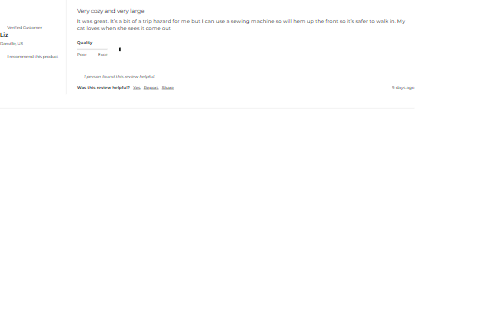 Verified Customer
Liz
I recommend this product
Very cozy and very large
It was great. It's a bit of a trip hazard for me but I can use a sewing machine so will hem up the front so it's safer to walk in. My
cat loves when she sees it come out
Quality
Poor
1 person found this review helpful
Was this review helpful? Yes Report Share
9 days ago